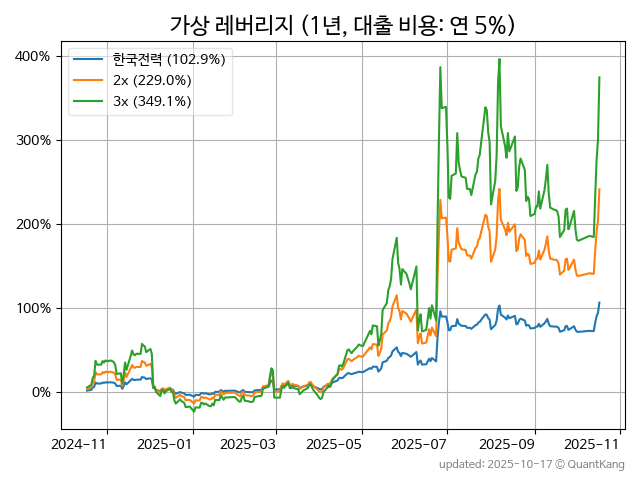 가상 레버리지 (1년, 대출 비용: 연 5%)
한국전력 (102.9%)
2x (229.0%)
3x (349.1%)
400%
300%
200%
100%
0%
2024-11 2025-01 2025-03 2025-05 2025-07 2025-09 2025-11
updated: 2025-10-17 © QuantKang